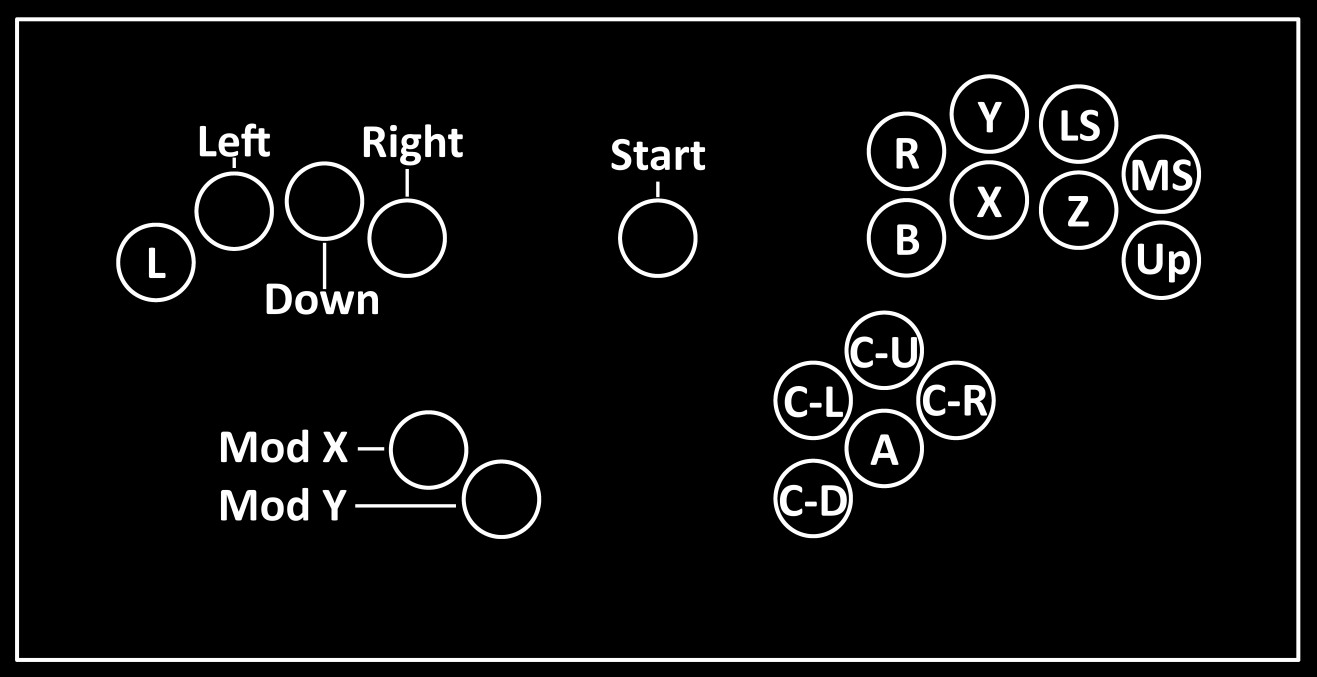 Left
Right
Down
L
Start
R
Y
LS
MS
B
X
Z
Up
Mod X
Mod Y
C-U
C-L
C-R
A
C-D